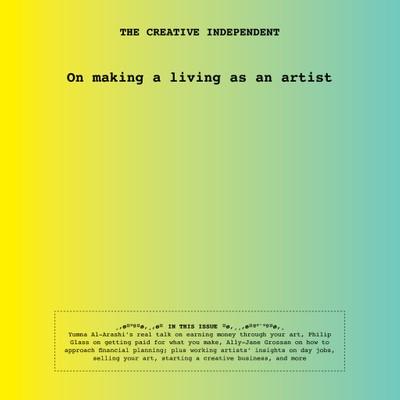 THE CREATIVE INDEPENDENT
On making a living as an artist
IN THIS ISSUE
Yumna Al-Arashi's real talk on earning money through your art, Philip
Glass on getting paid for what you make, Ally-Jane Grossan on how to
approach financial planning; plus working artists' insights on day jobs,
selling your art, starting a creative business, and more